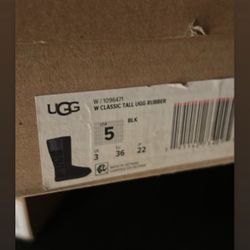 UGG
W / 1096471
W CLASSIC TALL UGG RUBBER
USA
5
BLK
UK
3
EU
36
22